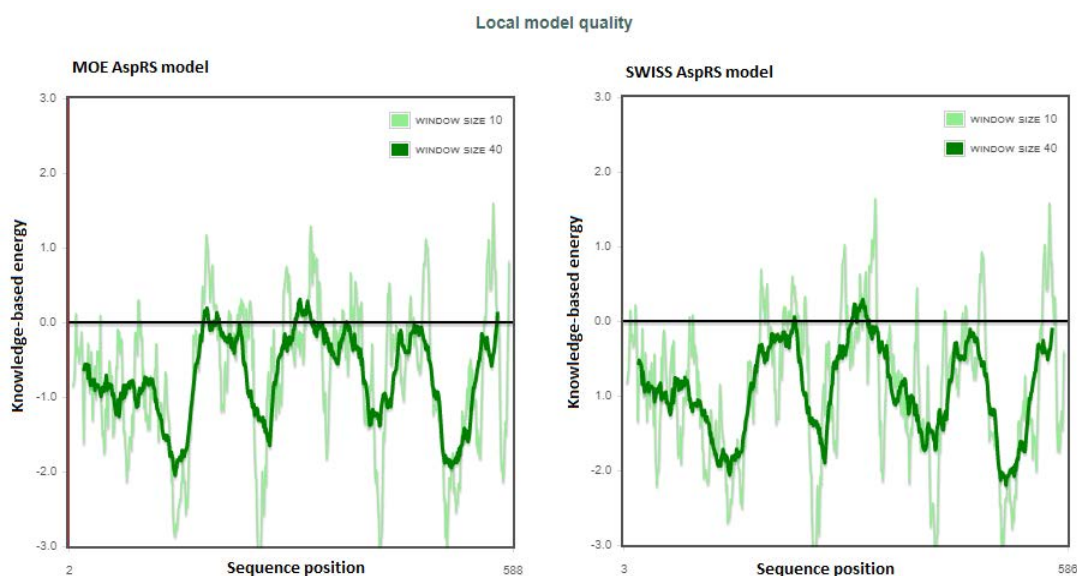 Local model quality
MOE AspRS model
3.0
2.0
1.0
0.0
-1.0
-2.0
-3.0
Knowledge-based energy
WINDOW SIZE 10
WINDOW SIZE 40
2
Sequence position
588
SWISS AspRS model
3.0
2.0
1.0
0.0
-1.0
-2.0
-3.0
Knowledge-based energy
WINDOW SIZE 10
WINDOW SIZE 40
3
Sequence position
586